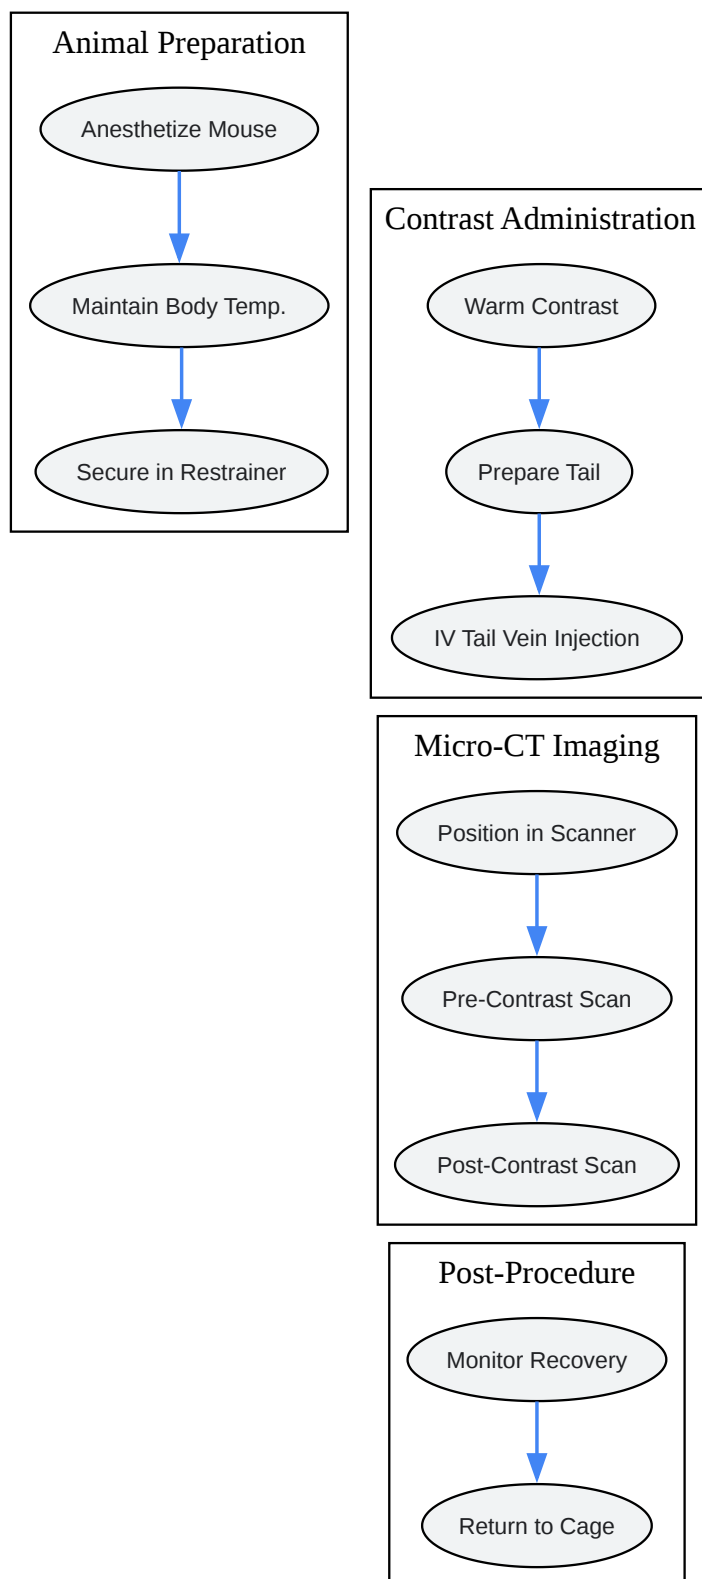 Animal Preparation
Anesthetize Mouse
Maintain Body Temp.
Secure in Restrainer
Contrast Administration
Warm Contrast
Prepare Tail
IV Tail Vein Injection
Micro-CT Imaging
Position in Scanner
Pre-Contrast Scan
Post-Contrast Scan
Post-Procedure
Monitor Recovery
Return to Cage